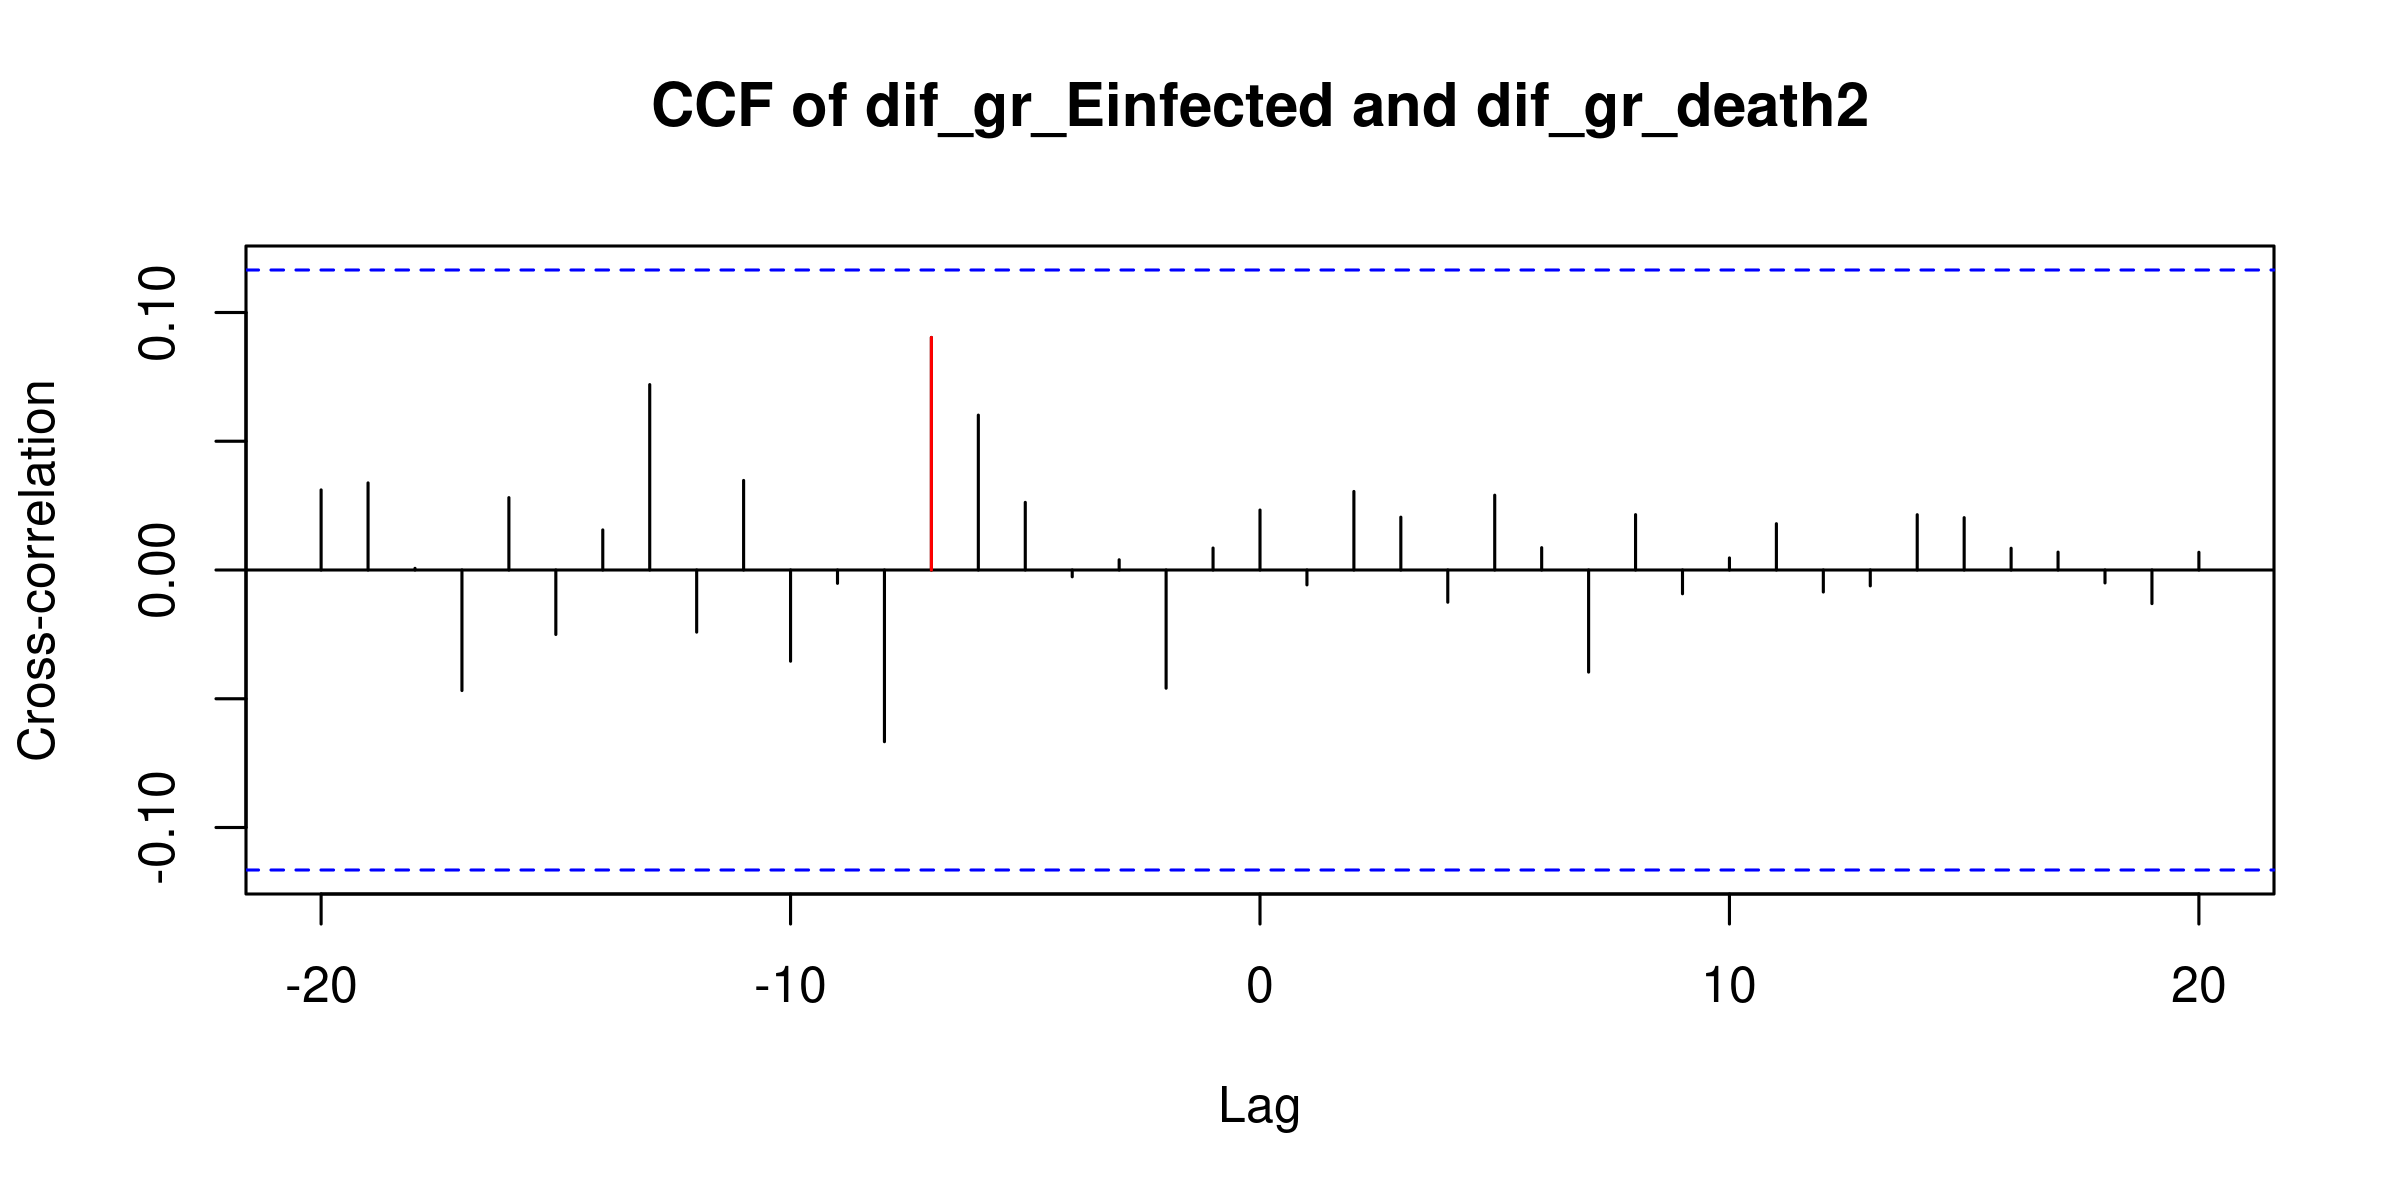 CCF of dif_gr_Einfected and dif_gr_death2
Cross-correlation
0.10
0.00
-0.10
-20 -10 0 10 20
Lag